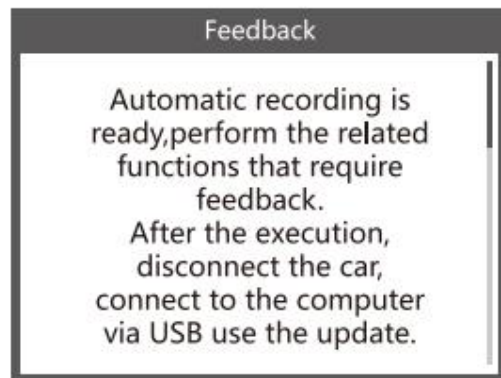 Feedback
Automatic recording is
ready,perform the related
functions that require
feedback.
After the execution,
disconnect the car,
connect to the computer
via USB use the update.